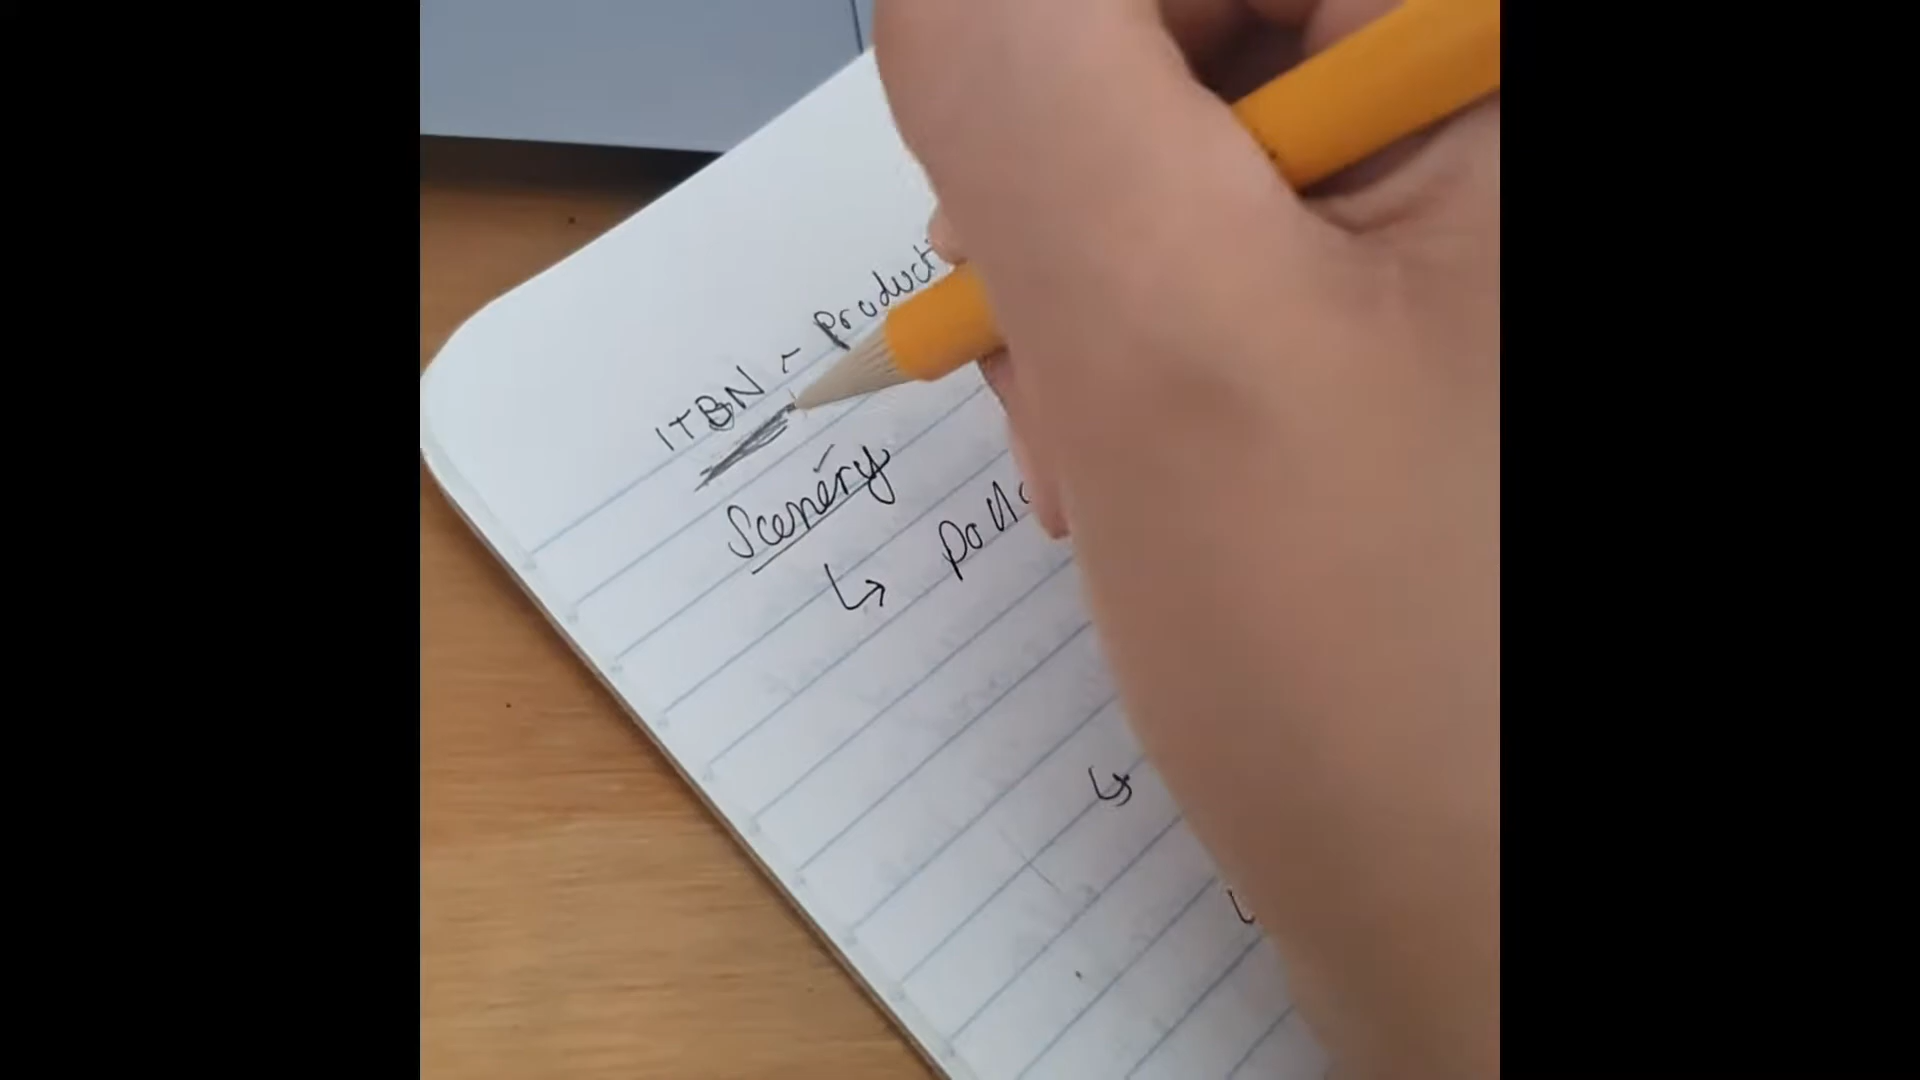 ITBN - product
Scenery
↳
↳